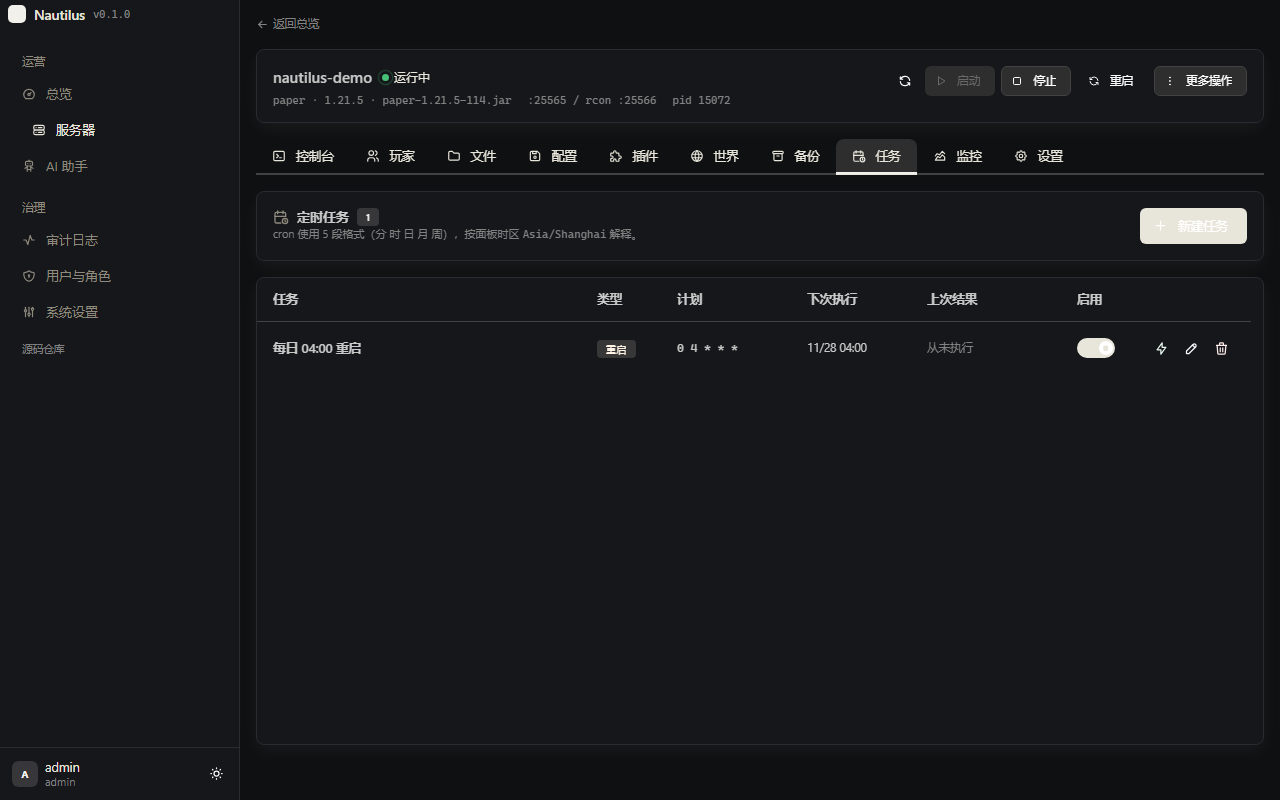 Nautilus v0.1.0
运营
总览
服务器
AI 助手
治理
审计日志
用户与角色
系统设置
源码仓库
A
admin
admin
← 返回总览
nautilus-demo 运行中
paper · 1.21.5 · paper-1.21.5-114.jar :25565 / rcon :25566 pid 15072
启动 停止 重启 更多操作
控制台 玩家 文件 配置 插件 世界 备份 任务 监控 设置
定时任务 1
cron 使用 5 段格式（分 时 日 月 周），按面板时区 Asia/Shanghai 解释。
新建任务
任务 类型 计划 下次执行 上次结果 启用
每日 04:00 重启 重启 0 4 * * * 11/28 04:00 从未执行